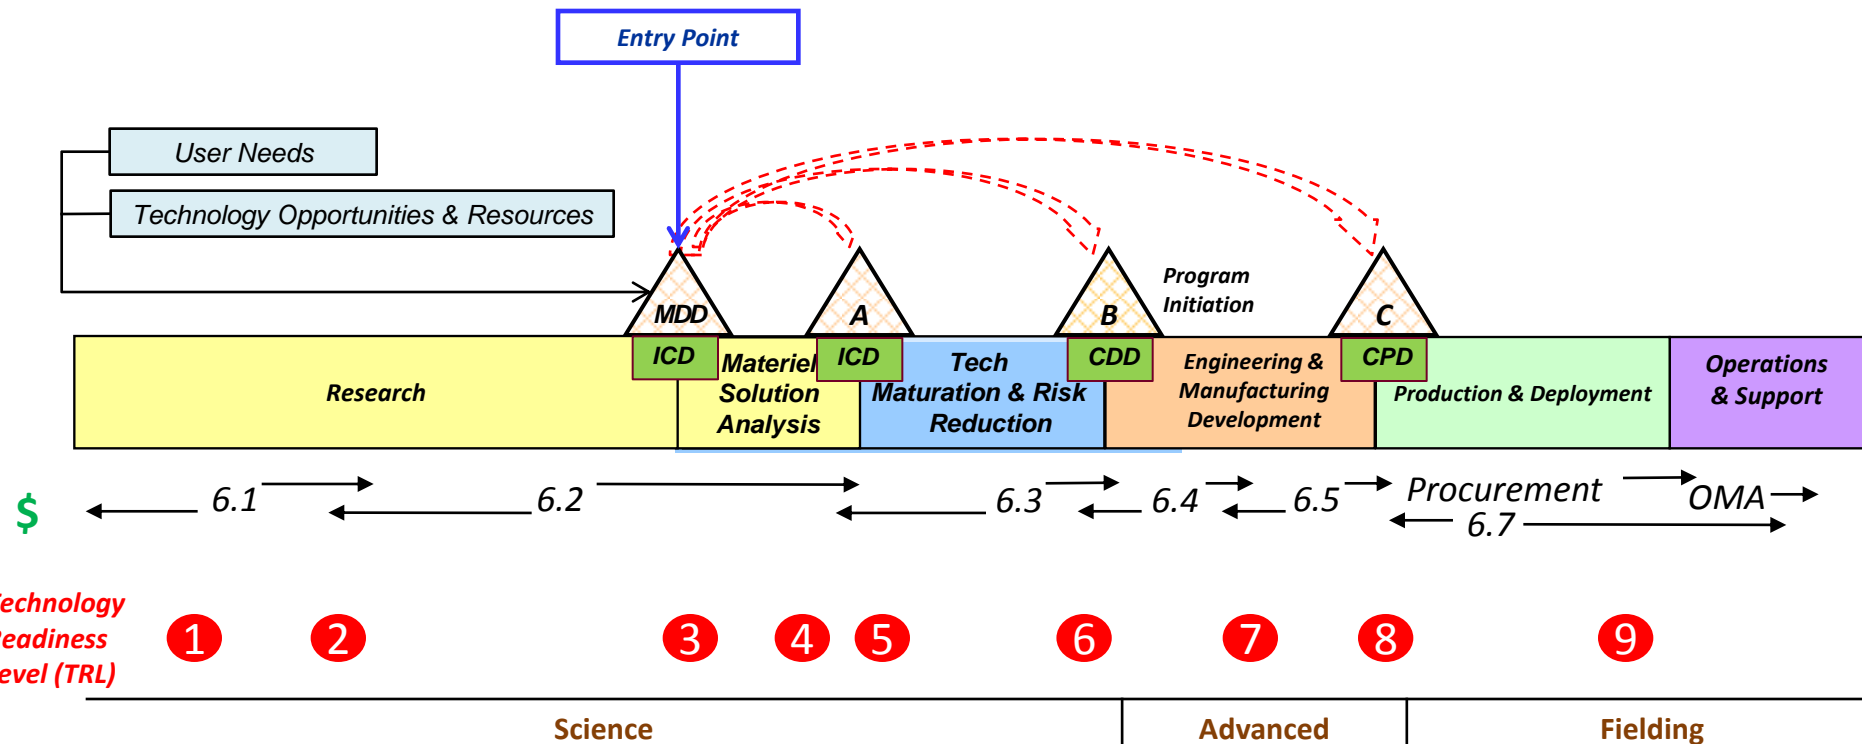 Entry Point
User Needs
Technology Opportunities & Resources
Program
Initiation
MDD
A
B
C
ICD
ICD
CDD
CPD
Research
Materiel
Solution
Analysis
Tech
Maturation & Risk
Reduction
Engineering &
Manufacturing
Development
Production & Deployment
Operations
& Support
$
6.1
6.2
6.3
6.4
6.5
Procurement
6.7
OMA
echnology
eadiness
evel (TRL)
1
2
3
4
5
6
7
8
9
Science
Advanced
Fielding